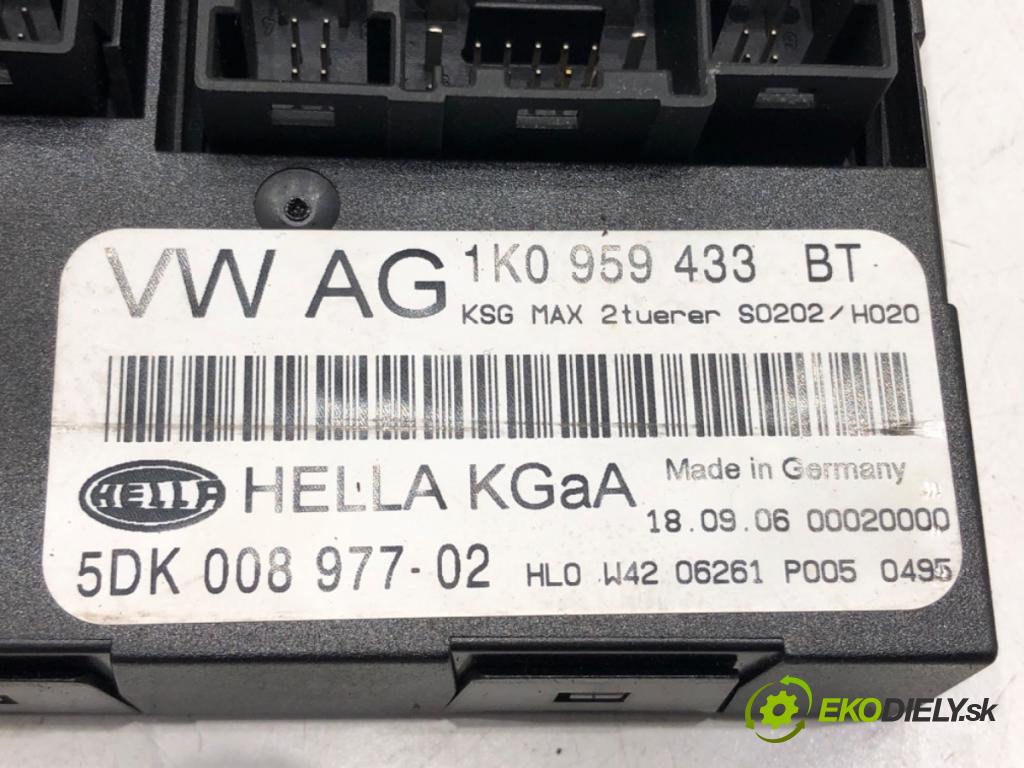 VW AG 1K0 959 433 BT
KSG MAX 2tuerer S0202/H020
HELLA HELLA KGaA Made in Germany
18.09.06 00020000
5DK 008 977-02 HL0 W42 06261 P005 0495
EKODIELY.sk